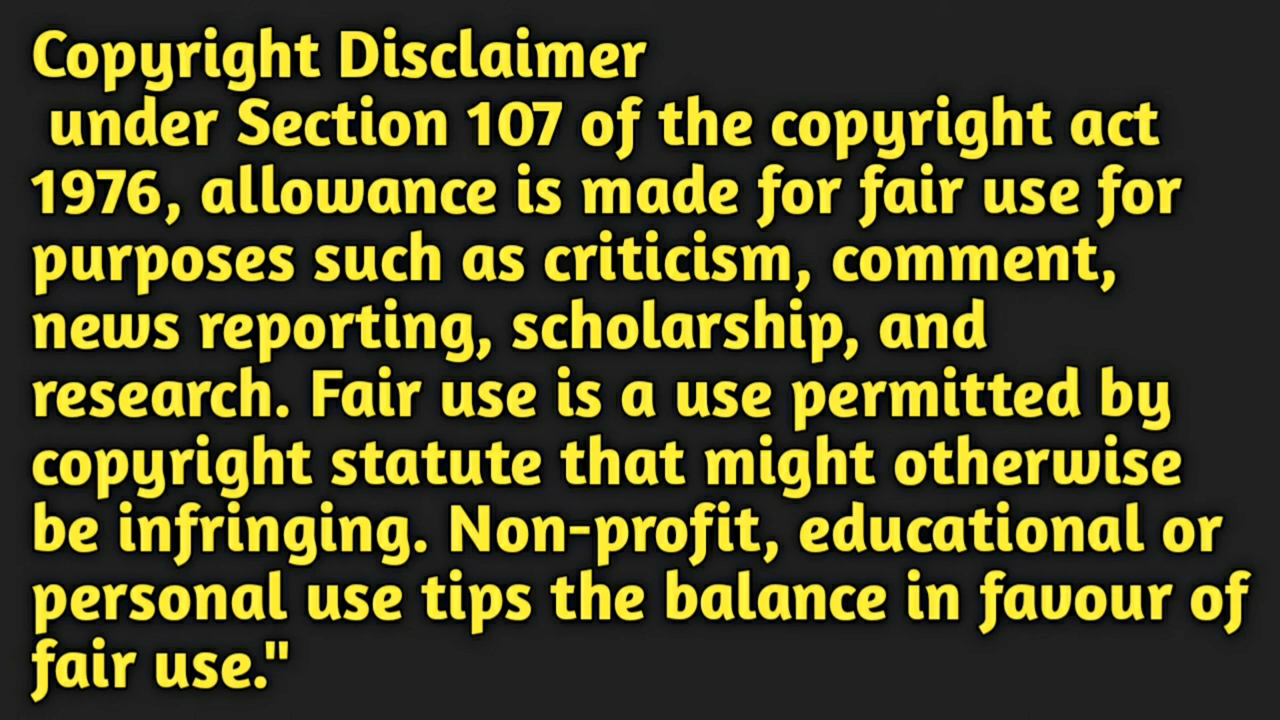 Copyright Disclaimer
under Section 107 of the copyright act
1976, allowance is made for fair use for
purposes such as criticism, comment,
news reporting, scholarship, and
research. Fair use is a use permitted by
copyright statute that might otherwise
be infringing. Non-profit, educational or
personal use tips the balance in favour of
fair use."